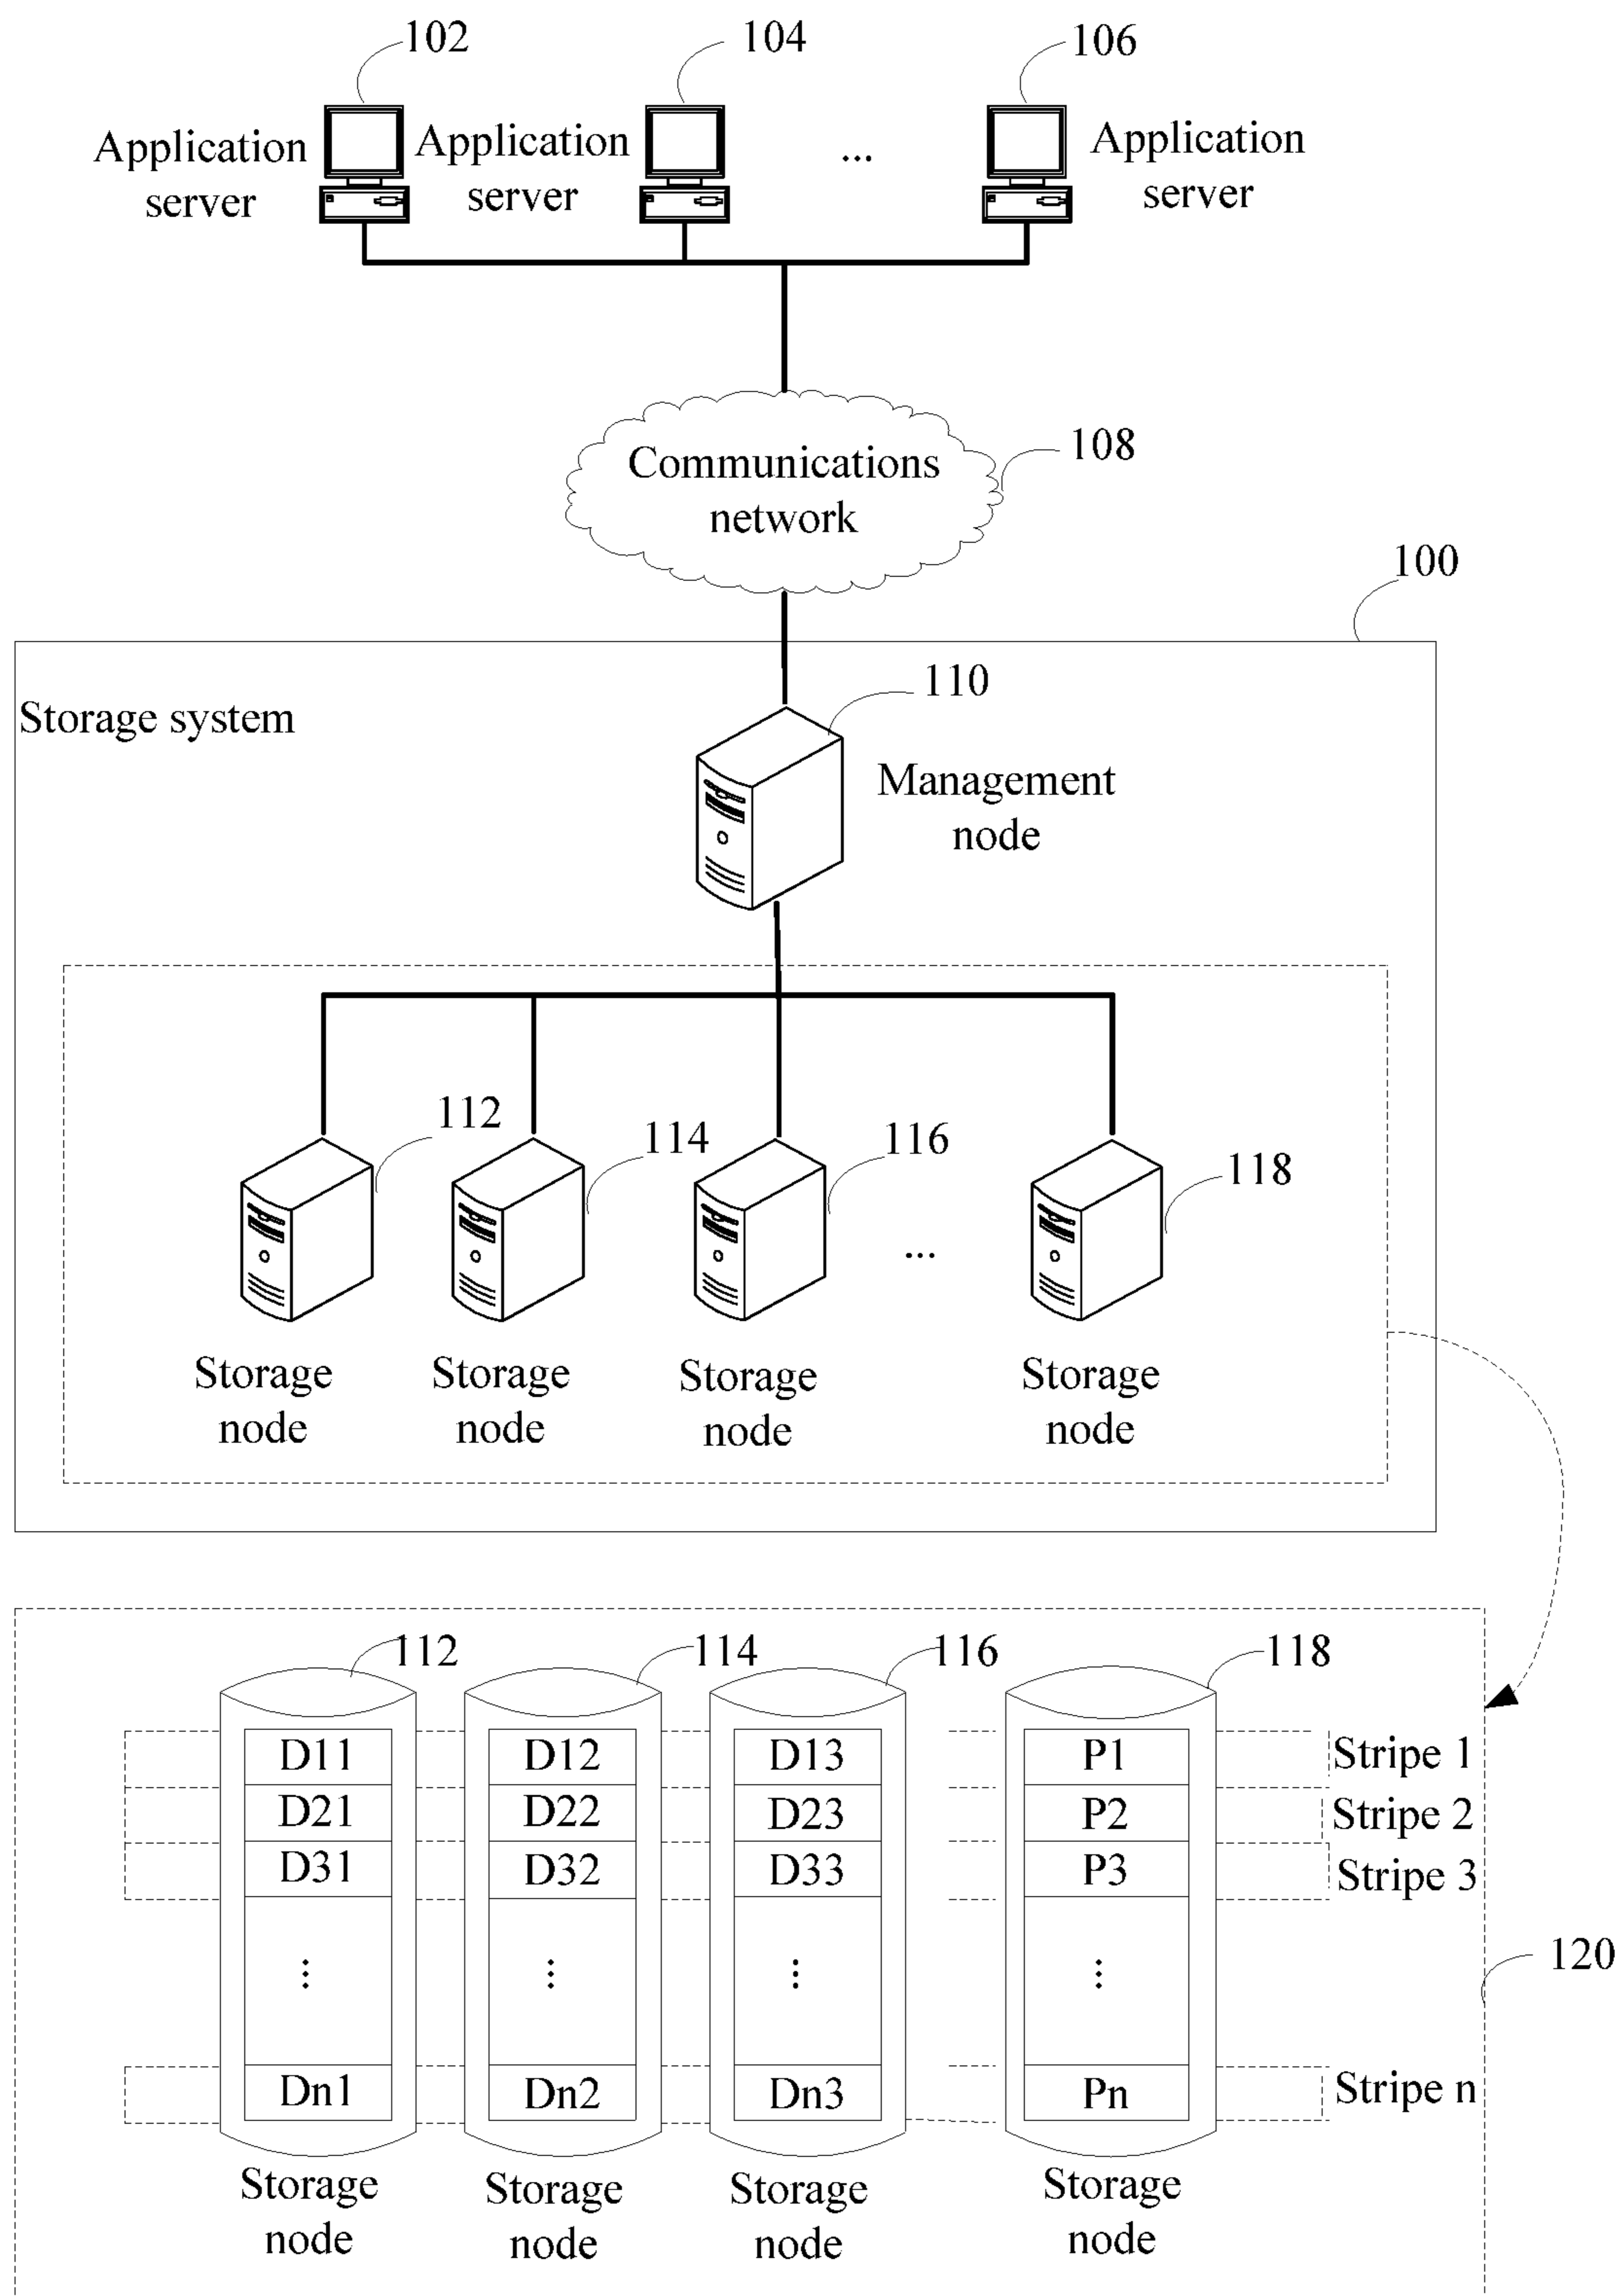 102
104
106
Application
server
Application
server
...
Application
server
Communications
network
108
100
Storage system
110
Management
node
112
114
116
118
...
Storage
node
Storage
node
Storage
node
Storage
node
112
114
116
118
D11
D12
D13
P1
Stripe 1
D21
D22
D23
P2
Stripe 2
D31
D32
D33
P3
Stripe 3
...
...
...
...
120
Dn1
Dn2
Dn3
Pn
Stripe n
Storage
node
Storage
node
Storage
node
Storage
node